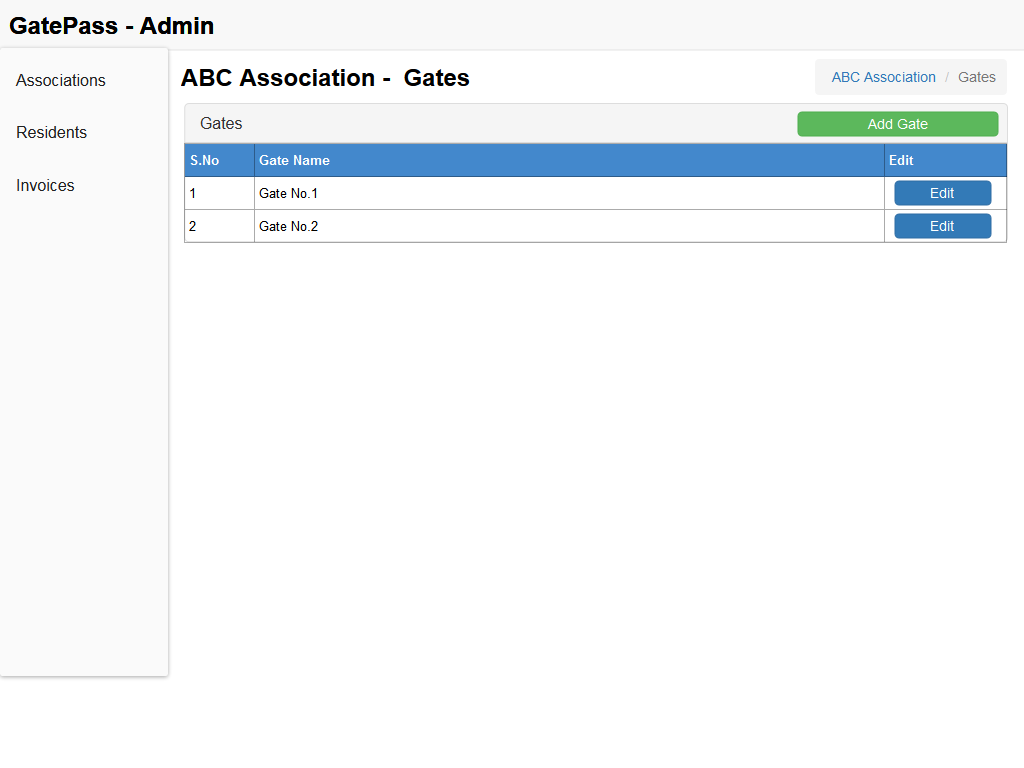 GatePass - Admin
Associations
Residents
Invoices
ABC Association -  Gates
ABC Association / Gates
Gates
Add Gate
S.No Gate Name Edit
1 Gate No.1 Edit
2 Gate No.2 Edit